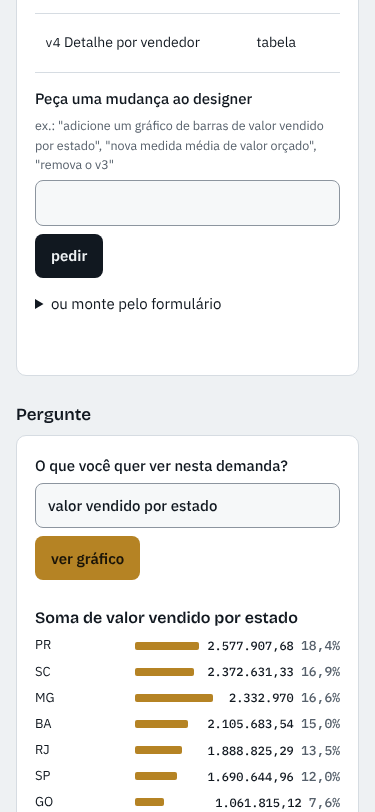 v4 Detalhe por vendedor tabela
Peça uma mudança ao designer
ex.: "adicione um gráfico de barras de valor vendido
por estado", "nova medida média de valor orçado",
"remova o v3"
pedir
▶ ou monte pelo formulário
Pergunte
O que você quer ver nesta demanda?
valor vendido por estado
ver gráfico
Soma de valor vendido por estado
PR 2.577.907,68 18,4%
SC 2.372.631,33 16,9%
MG 2.332.970 16,6%
BA 2.105.683,54 15,0%
RJ 1.888.825,29 13,5%
SP 1.690.644,96 12,0%
GO 1.061.815,12 7,6%